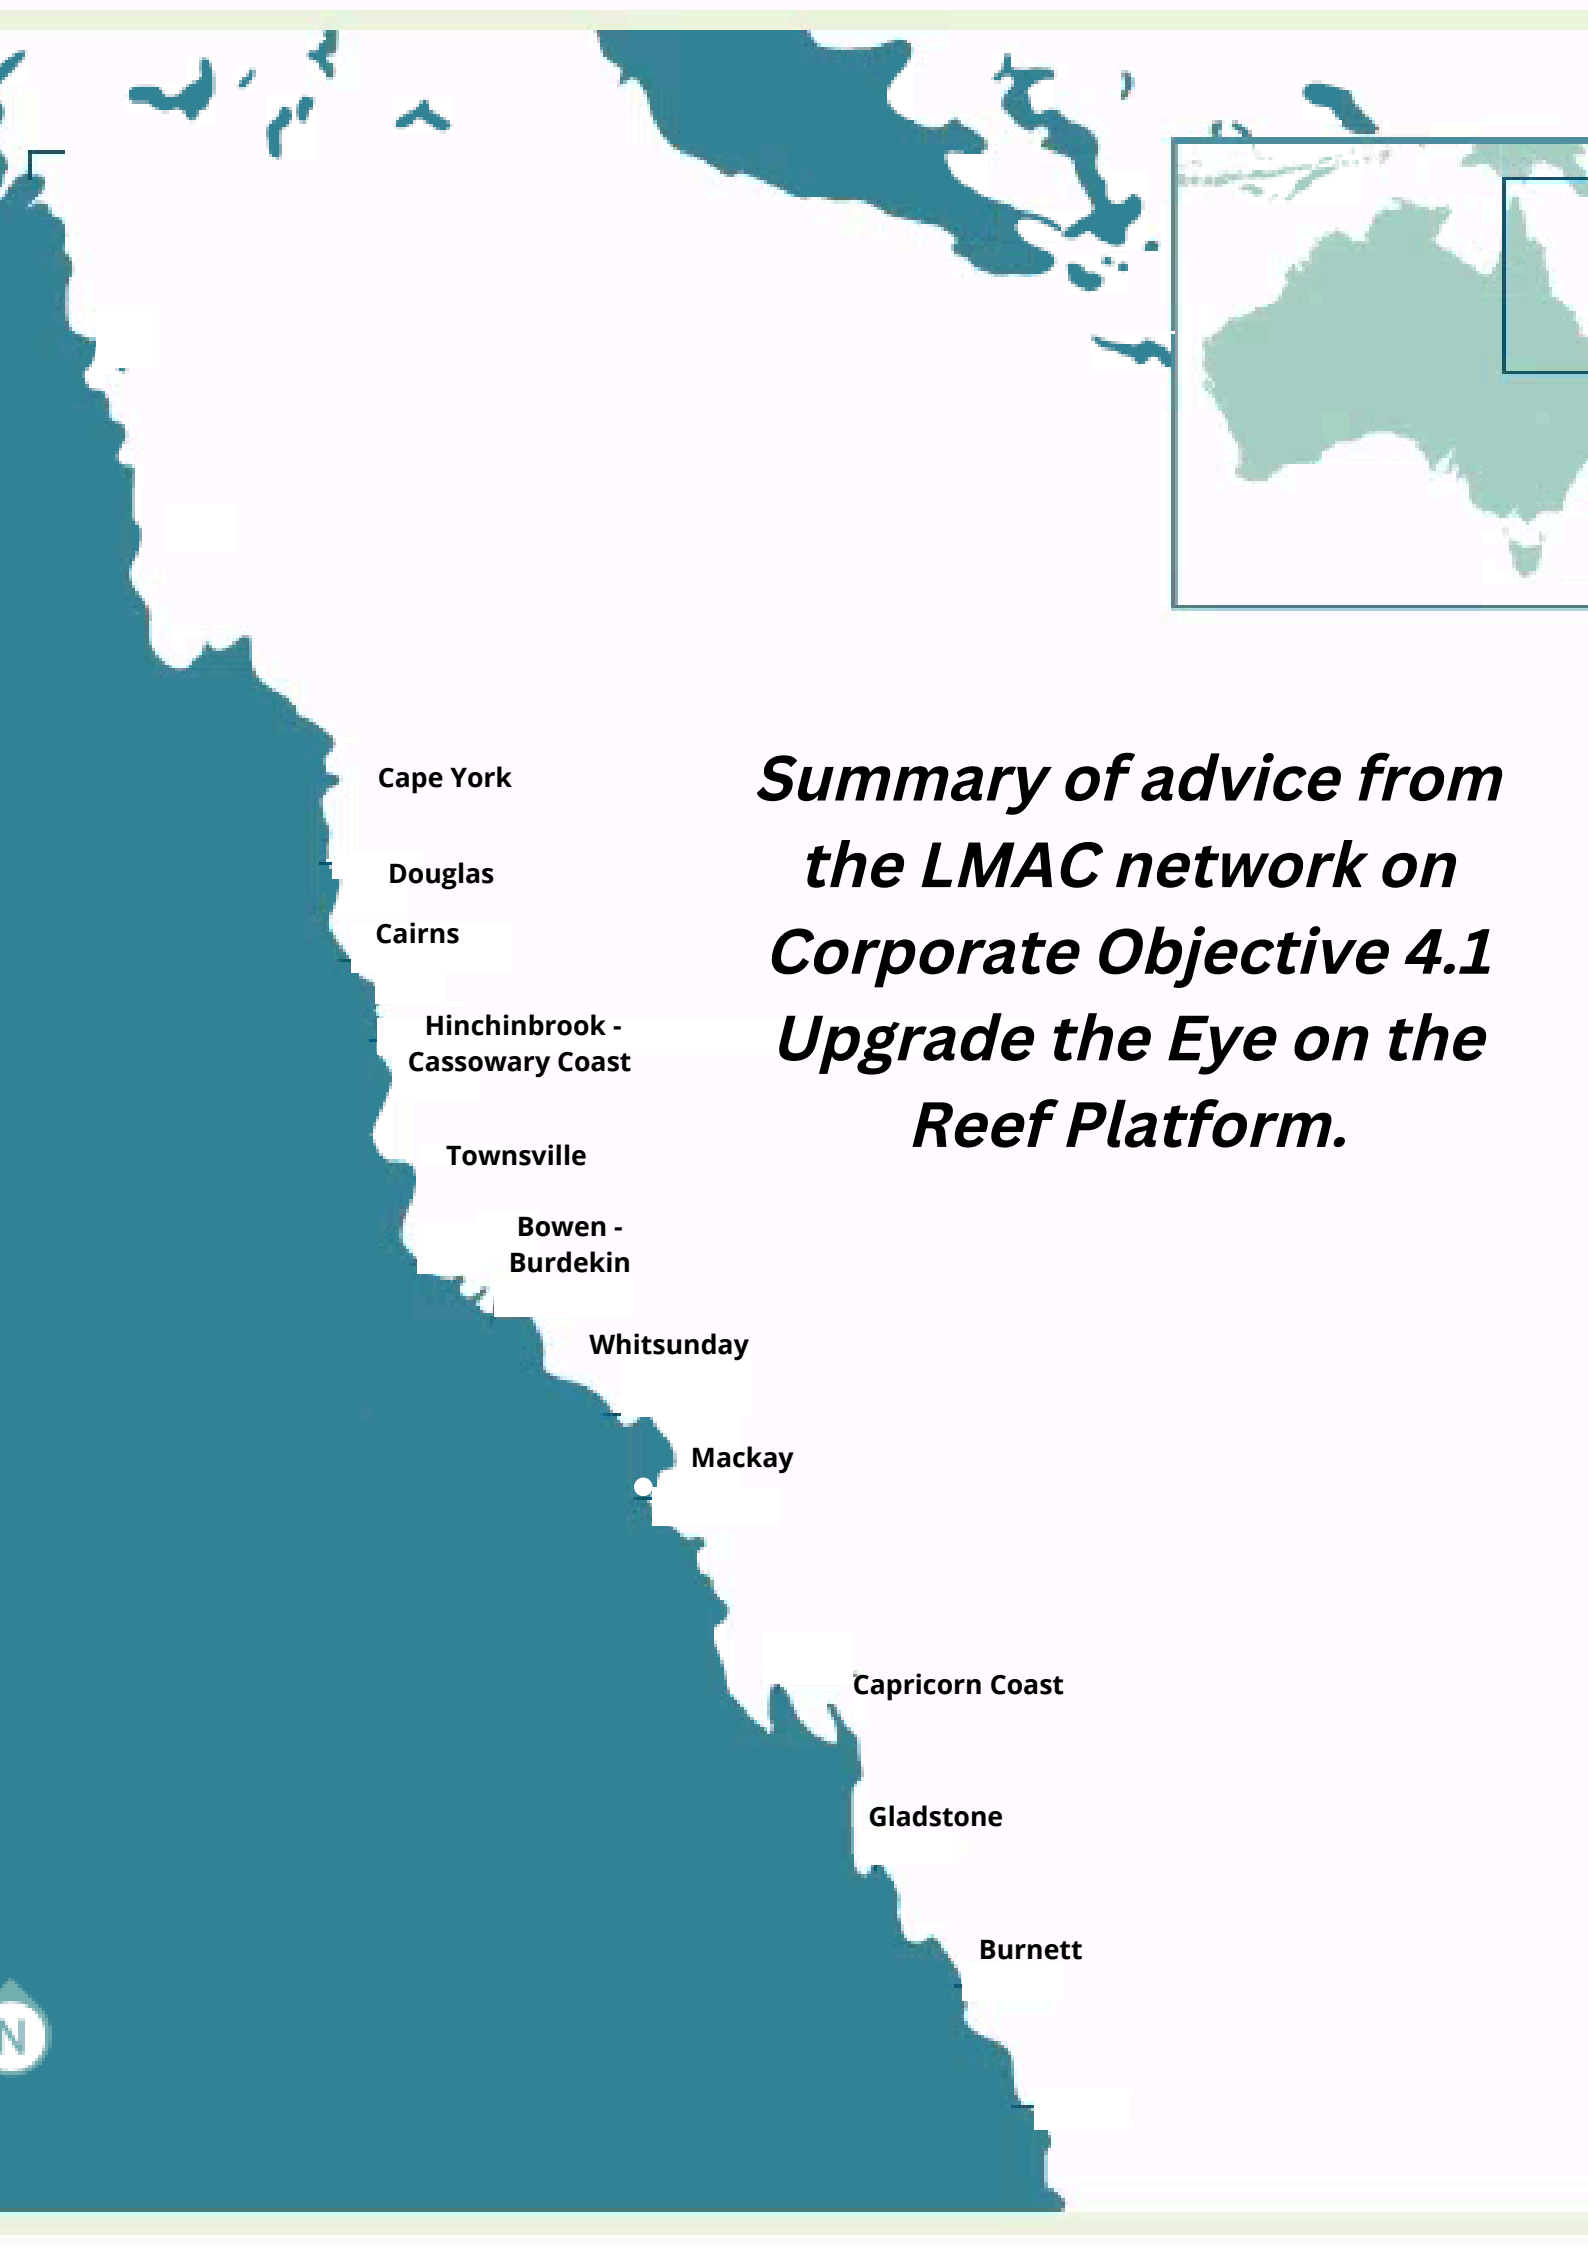 Cape York
Summary of advice from
the LMAC network on
Corporate Objective 4.1
Upgrade the Eye on the
Reef Platform.
Douglas
Cairns
Hinchinbrook -
Cassowary Coast
Townsville
Bowen -
Burdekin
Whitsunday
Mackay
Capricorn Coast
Gladstone
Burnett
N